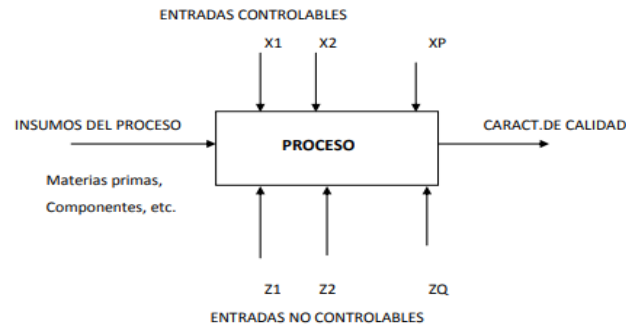 ENTRADAS CONTROLABLES
X1 X2 XP
INSUMOS DEL PROCESO
PROCESO
CARACT.DE CALIDAD
Materias primas,
Componentes, etc.
Z1 Z2 ZQ
ENTRADAS NO CONTROLABLES